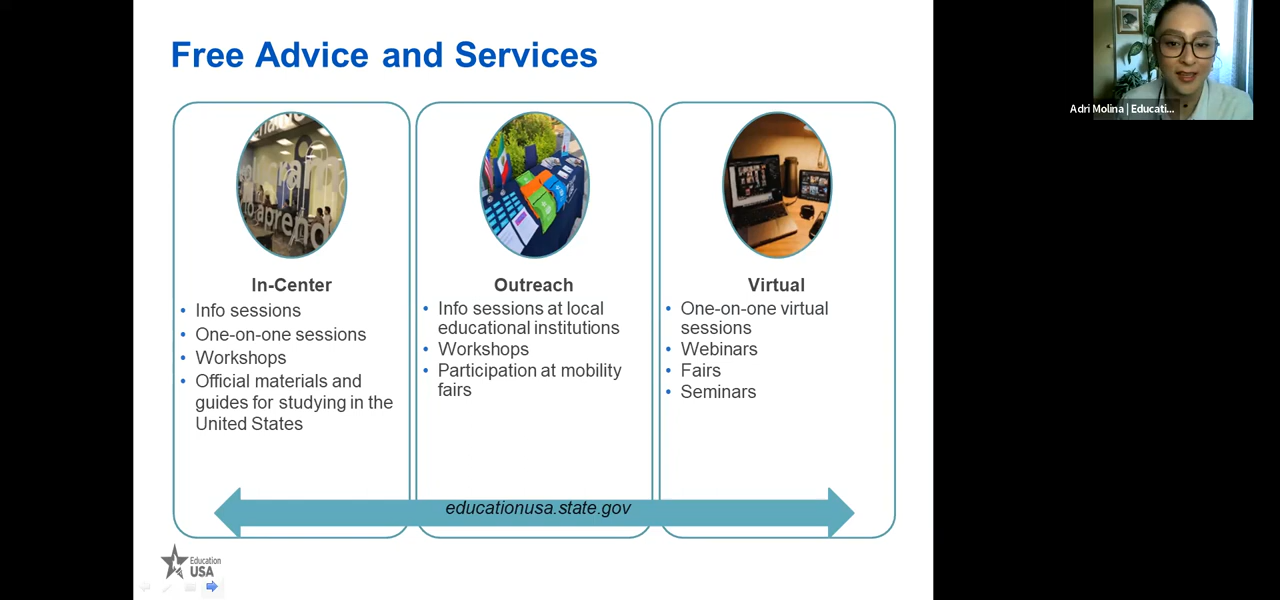 Free Advice and Services
Adri Molina | Educati...
aprend
In-Center
• Info sessions
• One-on-one sessions
• Workshops
• Official materials and
guides for studying in the
United States
Outreach
• Info sessions at local
educational institutions
• Workshops
• Participation at mobility
fairs
Virtual
• One-on-one virtual
sessions
• Webinars
• Fairs
• Seminars
educationusa.state.gov
Education
USA